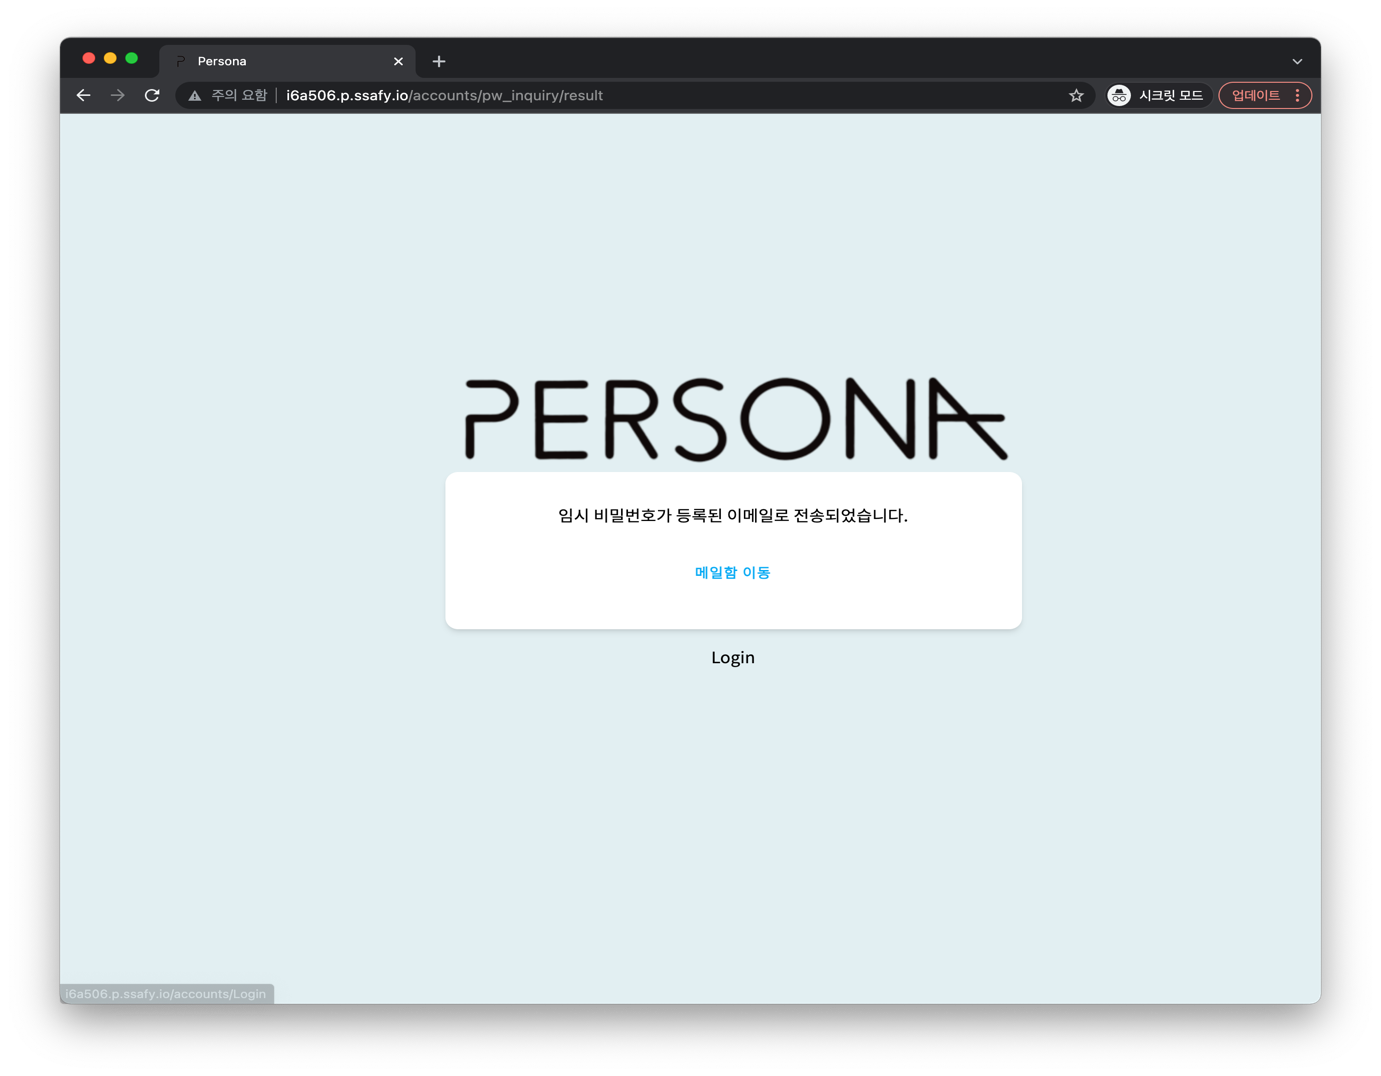 Persona
주의 요함
i6a506.p.ssafy.io/accounts/pw_inquiry/result
시크릿 모드
업데이트
PERSONA
임시 비밀번호가 등록된 이메일로 전송되었습니다.
메일함 이동
Login
i6a506.p.ssafy.io/accounts/Login